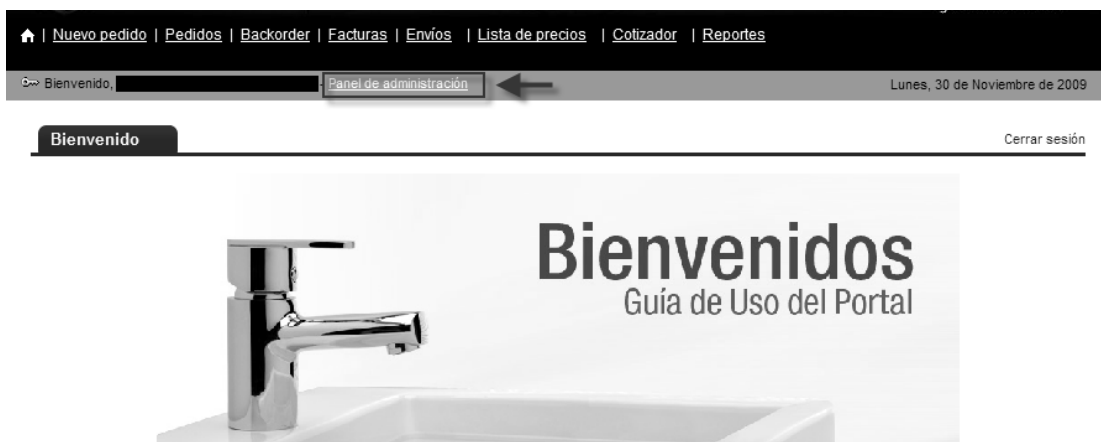 | Nuevo pedido | Pedidos | Backorder | Facturas | Envíos | Lista de precios | Cotizador | Reportes
Bienvenido, - Panel de administración
Lunes, 30 de Noviembre de 2009
Bienvenido
Cerrar sesión
Bienvenidos
Guía de Uso del Portal